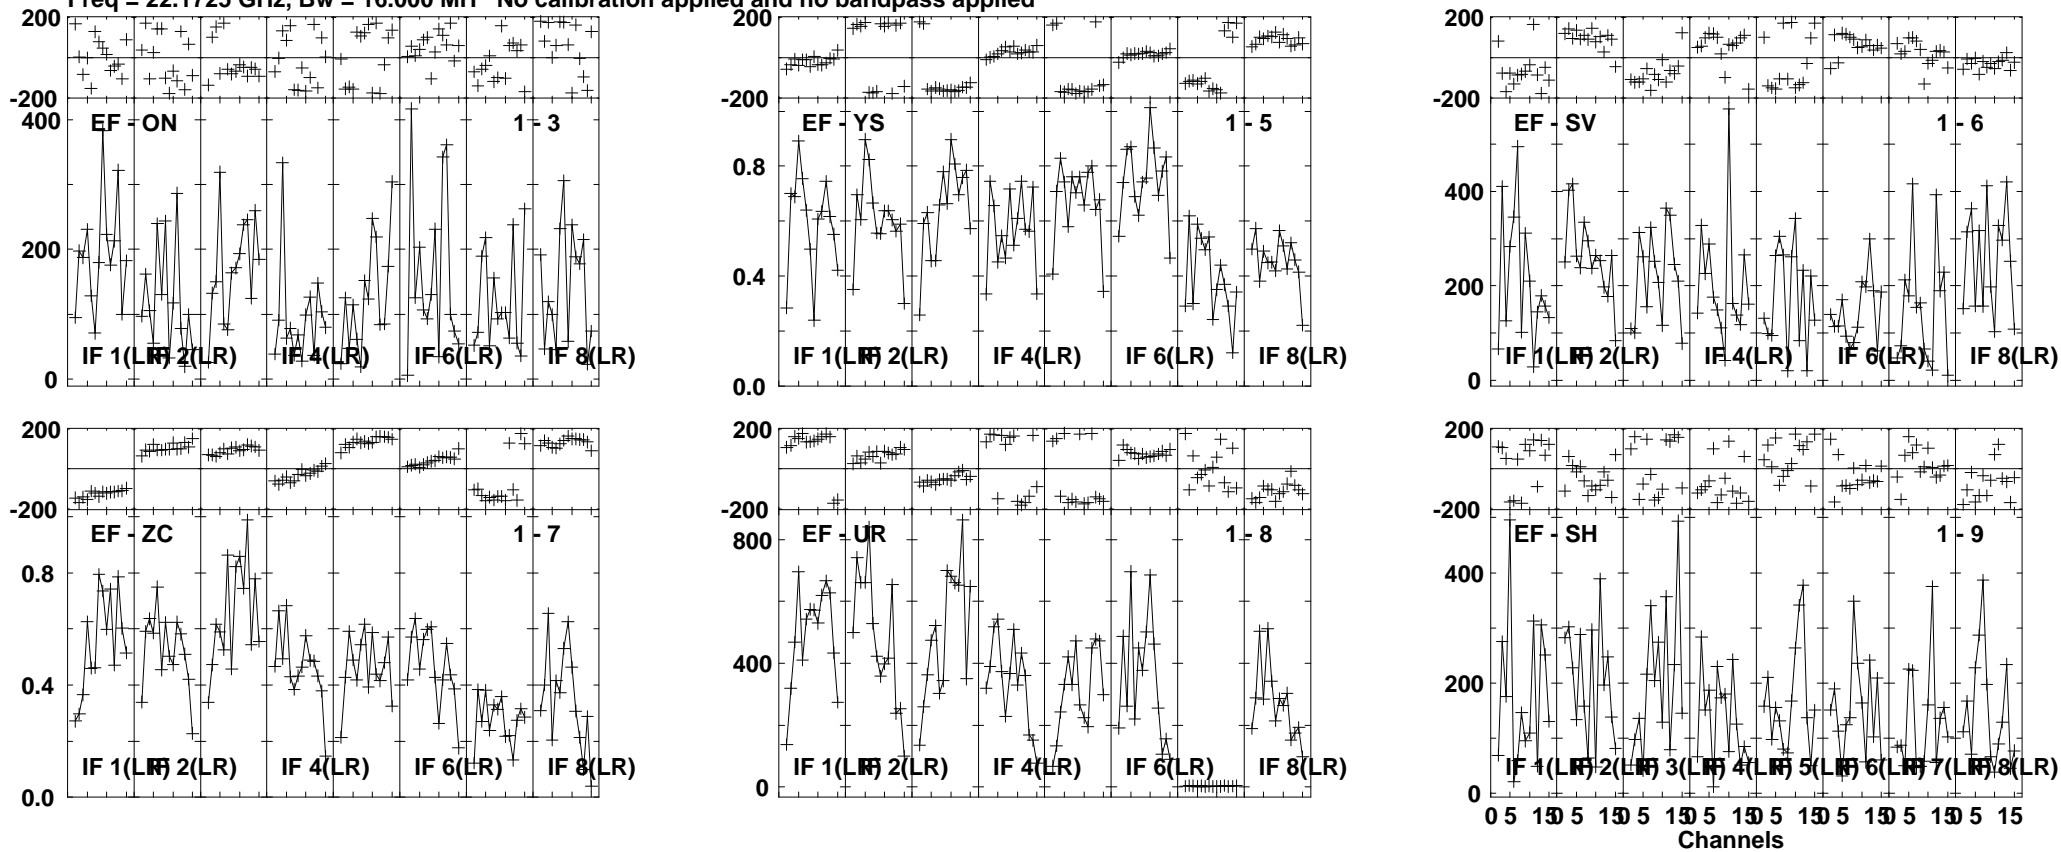 Freq = 22.1725 GHz, Bw = 16.000 MH No calibration applied and no bandpass applied
200
-200
400
200
0
EF - ON
1 - 3
IF 1(LR)
IF 2(LR)
IF 4(LR)
IF 6(LR)
IF 8(LR)
200
-200
0.8
0.4
0.0
EF - YS
1 - 5
IF 1(LR)
IF 2(LR)
IF 4(LR)
IF 6(LR)
IF 8(LR)
200
-200
400
200
0
EF - SV
1 - 6
IF 1(LR)
IF 2(LR)
IF 4(LR)
IF 6(LR)
IF 8(LR)
200
-200
0.8
0.4
0.0
EF - ZC
1 - 7
IF 1(LR)
IF 2(LR)
IF 4(LR)
IF 6(LR)
IF 8(LR)
200
-200
800
400
0
EF - UR
1 - 8
IF 1(LR)
IF 2(LR)
IF 4(LR)
IF 6(LR)
IF 8(LR)
200
-200
400
200
0
EF - SH
1 - 9
IF 1(LR)
IF 2(LR)
IF 3(LR)
IF 4(LR)
IF 5(LR)
IF 6(LR)
IF 7(LR)
IF 8(LR)
0 5 15 0 5 15 0 5 15 0 5 15 0 5 15 0 5 15 0 5 15 0 5 15
Channels